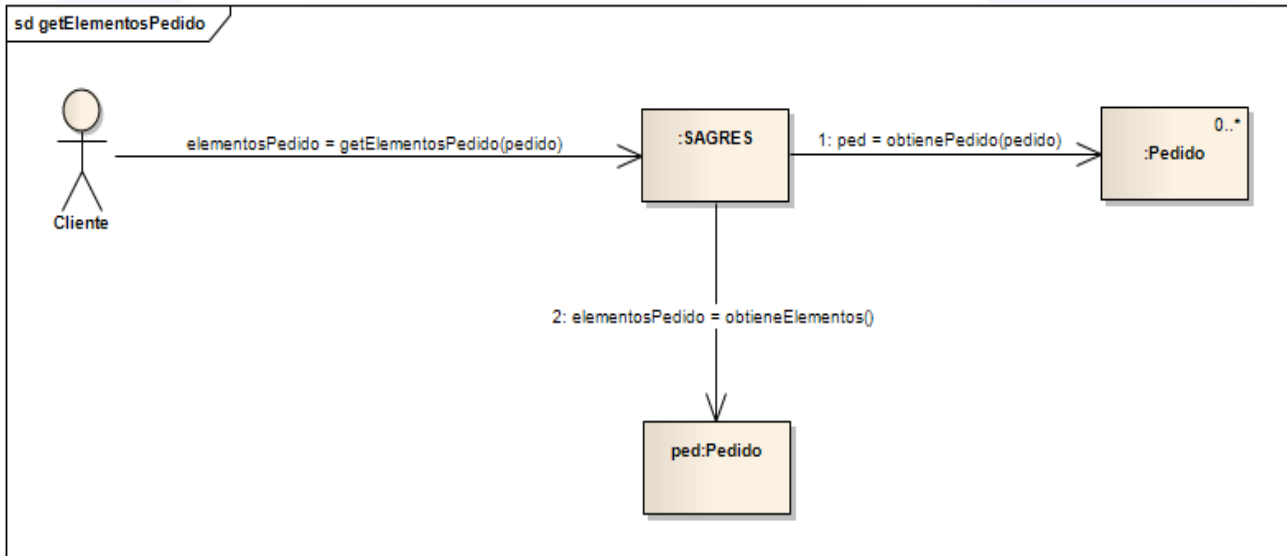 sd getElementosPedido
elementosPedido = getElementosPedido(pedido)
:SAGRES
1: ped = obtienePedido(pedido)
0..*
:Pedido
Cliente
2: elementosPedido = obtieneElementos()
ped:Pedido